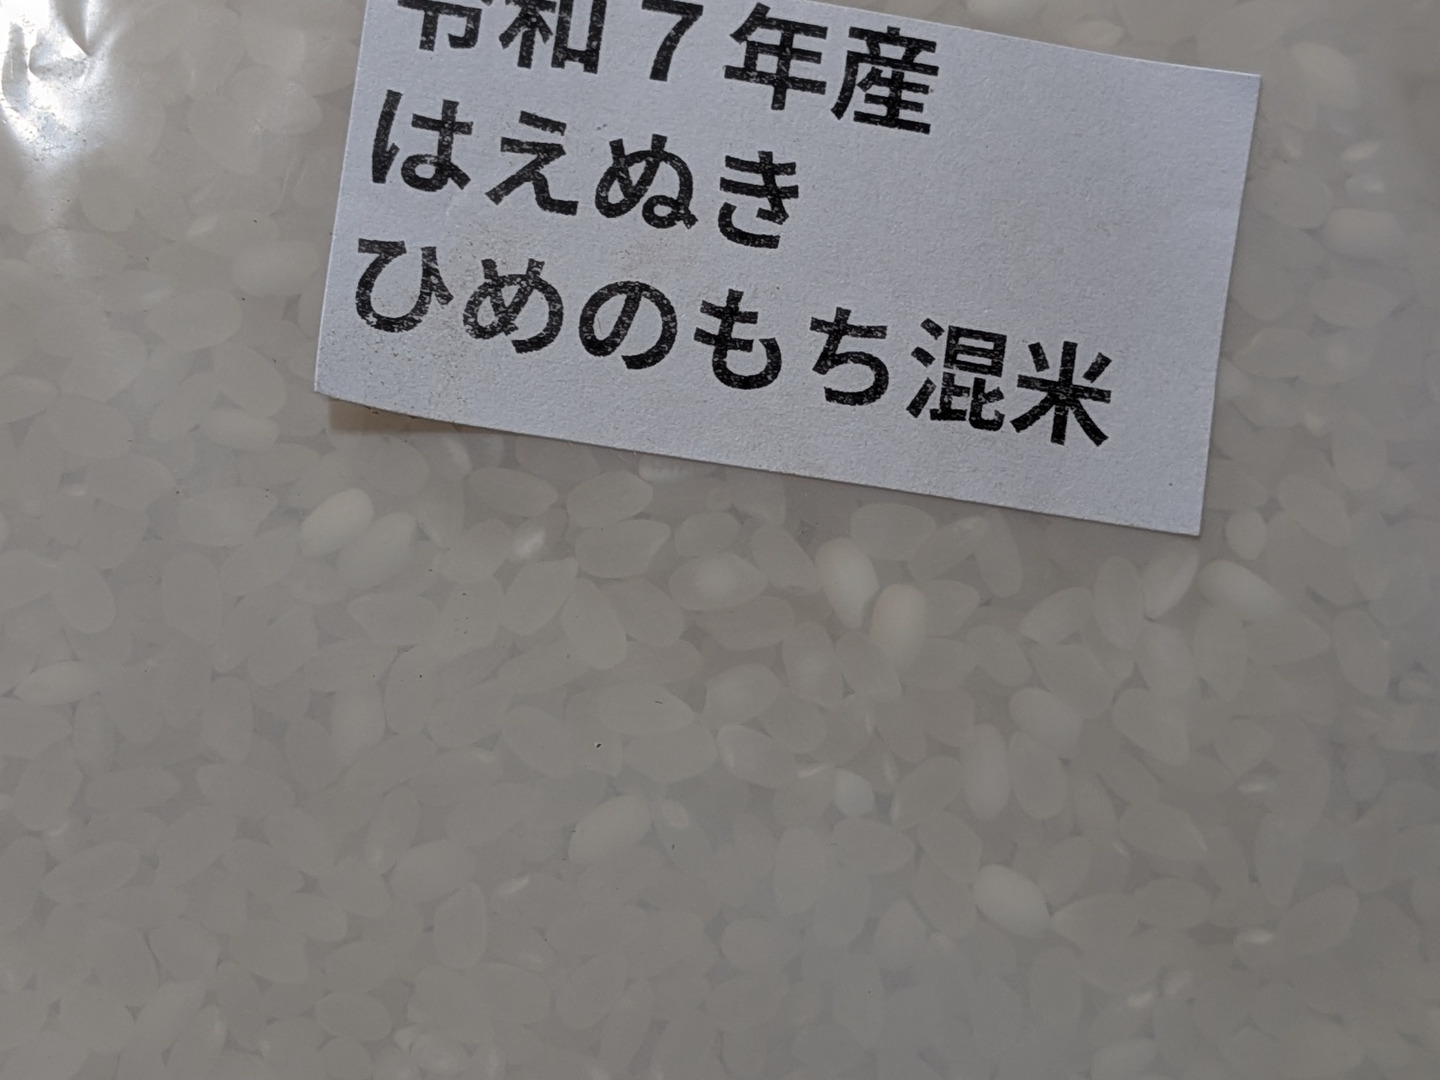 令和７年産
はえぬき
ひめのもち混米